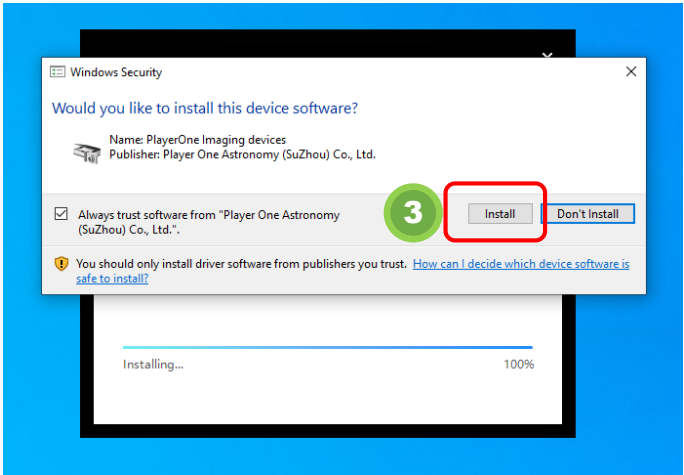 Windows Security
Would you like to install this device software?
Name: PlayerOne Imaging devices
Publisher: Player One Astronomy (SuZhou) Co., Ltd.
Always trust software from "Player One Astronomy
(SuZhou) Co., Ltd.".
3
Install
Don't Install
You should only install driver software from publishers you trust. How can I decide which device software is
safe to install?
Installing...
100%